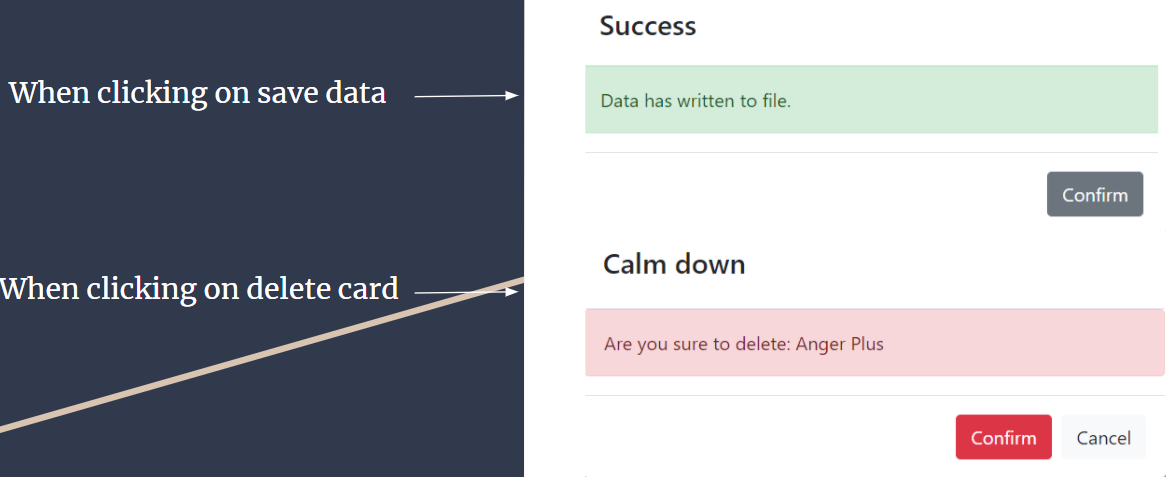 When clicking on save data
Success
Data has written to file.
Confirm
When clicking on delete card
Calm down
Are you sure to delete: Anger Plus
Confirm
Cancel